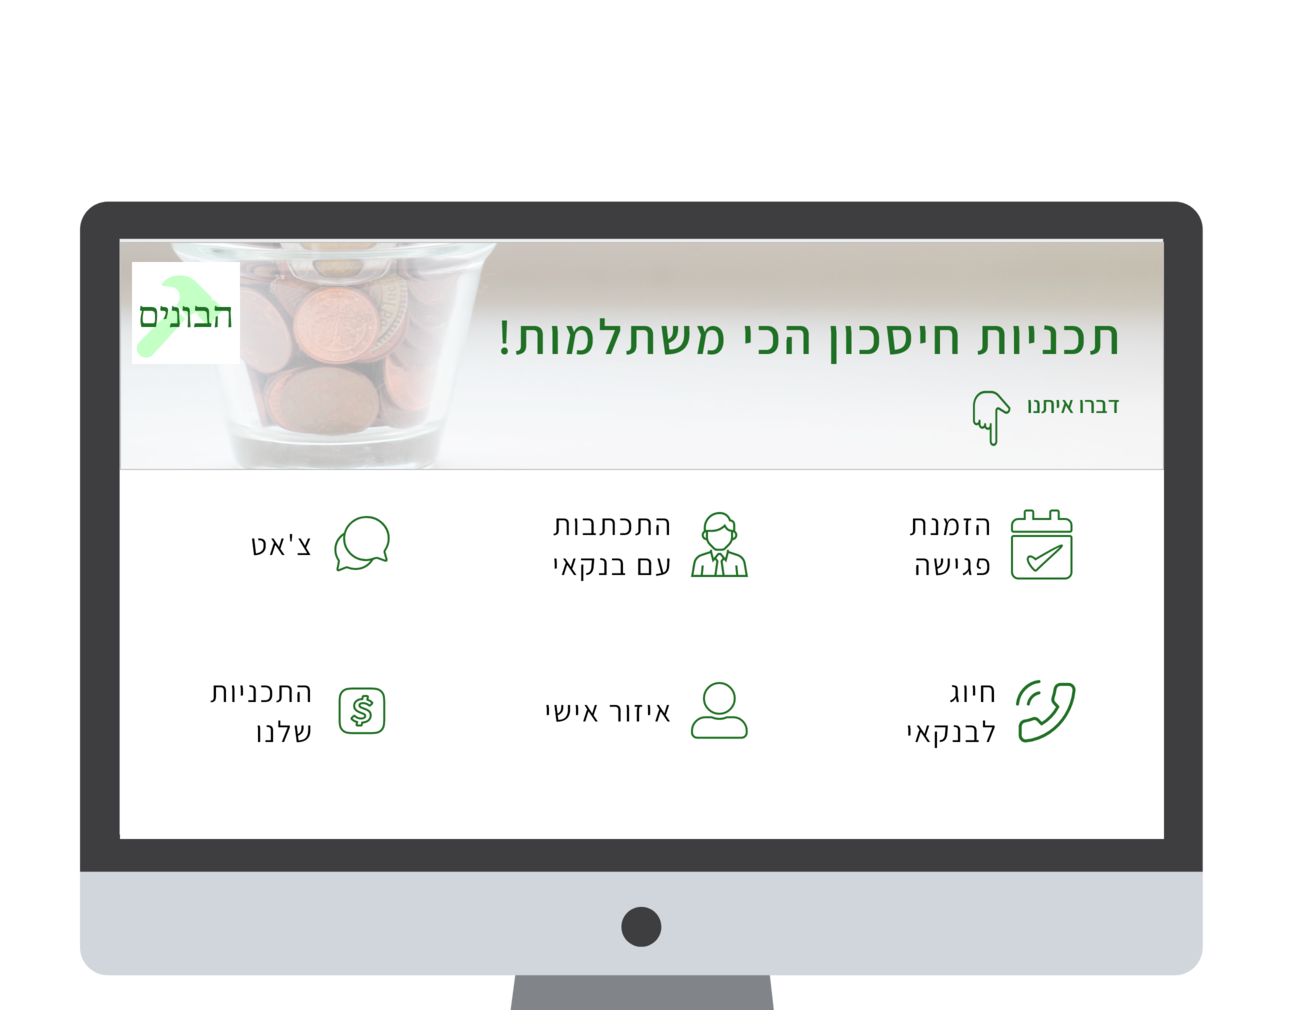 הבונים
תכניות חיסכון הכי משתלמות!
דברו איתנו
הזמנת
פגישה
התכתבות
עם בנקאי
צ'אט
חיוג
לבנקאי
איזור אישי
התכניות
שלנו